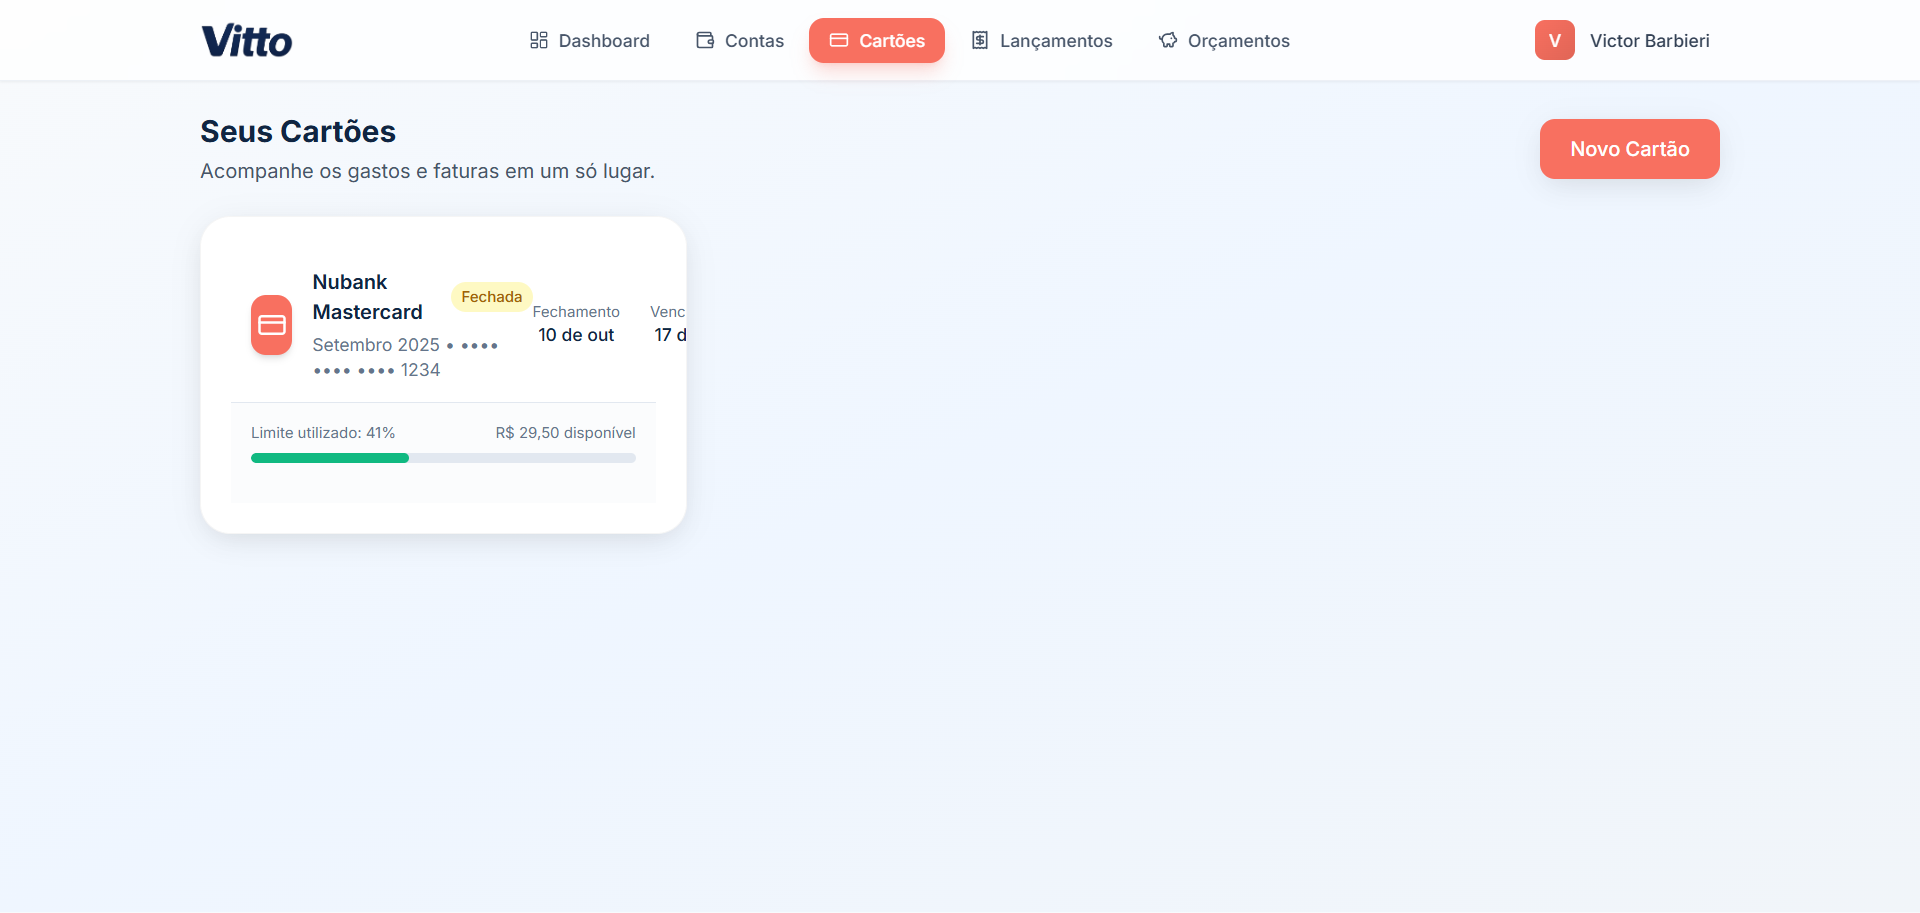 Vitto
Dashboard
Contas
Cartões
Lançamentos
Orçamentos
V
Victor Barbieri
Seus Cartões
Acompanhe os gastos e faturas em um só lugar.
Novo Cartão
Nubank
Mastercard
Fechada
Setembro 2025 • ••••
•••• •••• 1234
Fechamento
10 de out
Venc
17 d
Limite utilizado: 41%
R$ 29,50 disponível